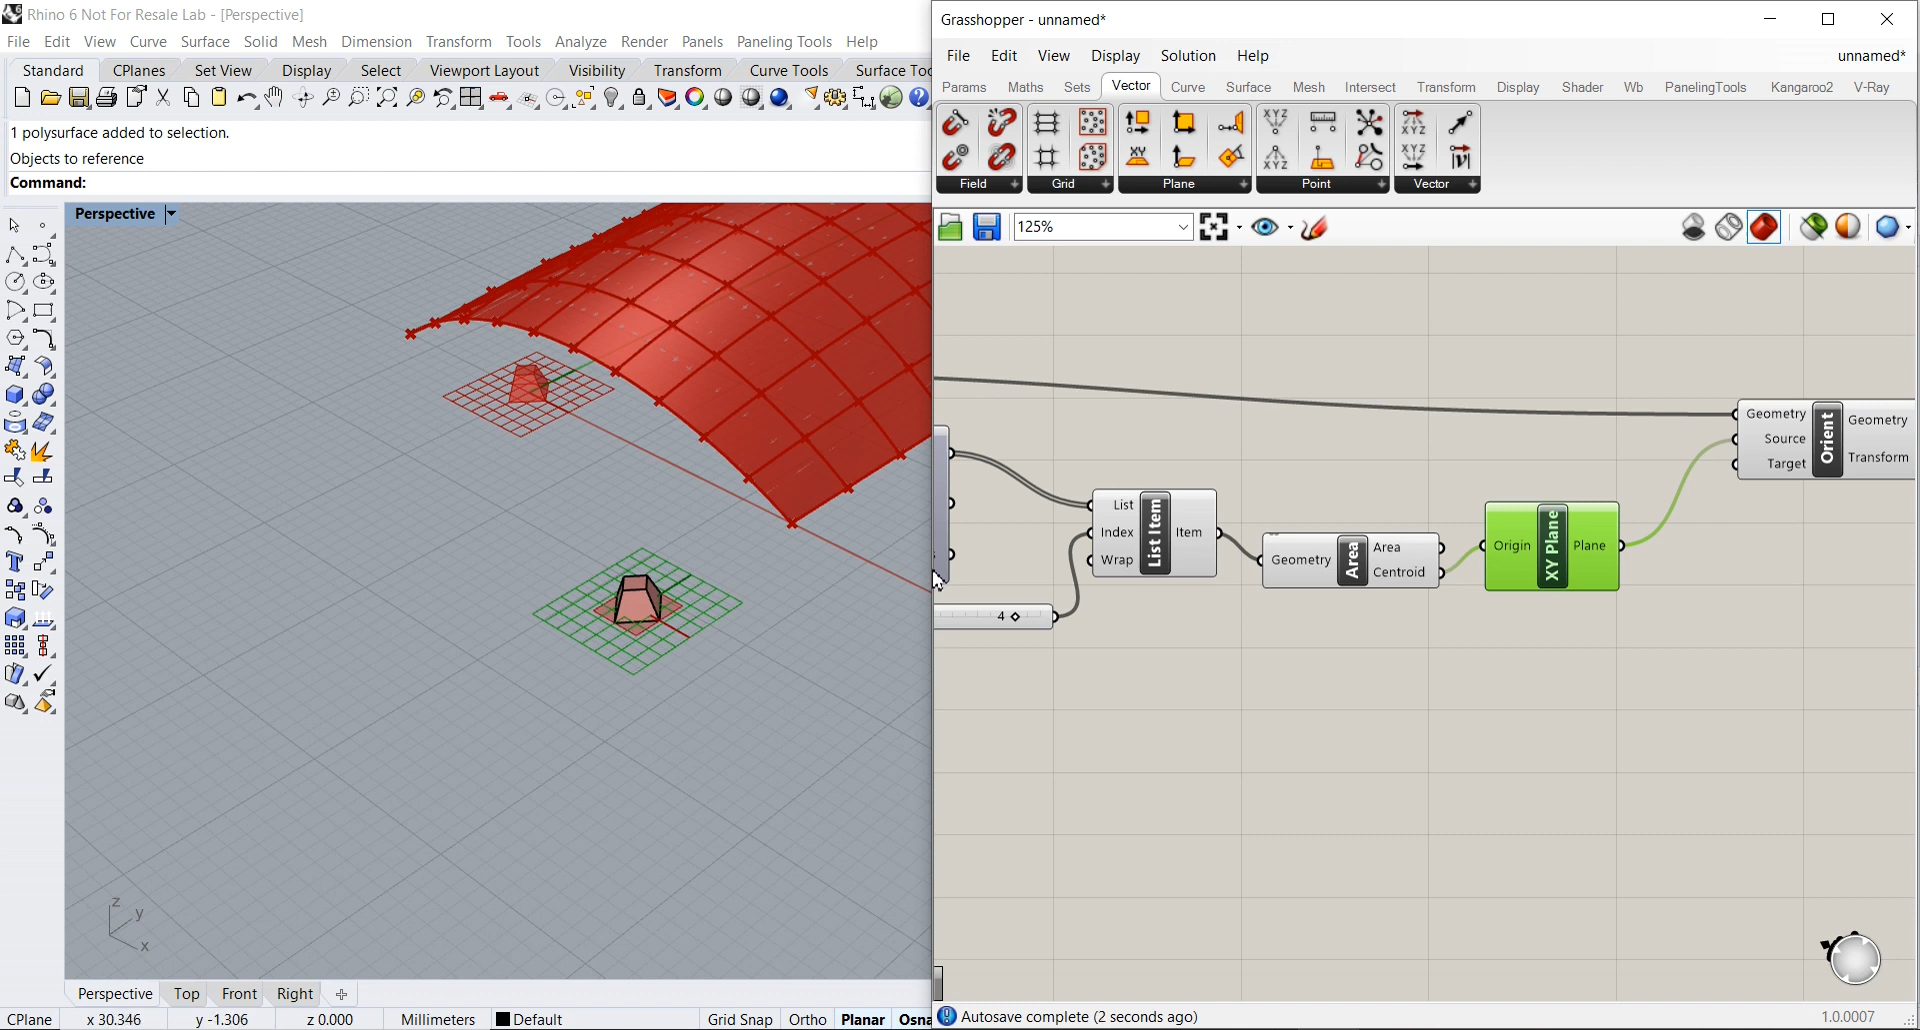 Rhino 6 Not For Resale Lab - [Perspective]
File Edit View Curve Surface Solid Mesh Dimension Transform Tools Analyze Render Panels Paneling Tools Help
Standard CPlanes Set View Display Select Viewport Layout Visibility Transform Curve Tools Surface Too
1 polysurface added to selection.
Objects to reference
Command:
Perspective
z
y
x
Perspective Top Front Right
CPlane x 30.346 y -1.306 z 0.000 Millimeters Default Grid Snap Ortho Planar Osna
Grasshopper - unnamed*
File Edit View Display Solution Help unnamed*
Params Maths Sets Vector Curve Surface Mesh Intersect Transform Display Shader Wb PanelingTools Kangaroo2 V-Ray
Field Grid Plane Point Vector
125%
Geometry Source Target Orient Geometry Transform
List Index Wrap List Item Item
Geometry Area Area Centroid
Origin XY Plane Plane
4
Autosave complete (2 seconds ago) 1.0.0007